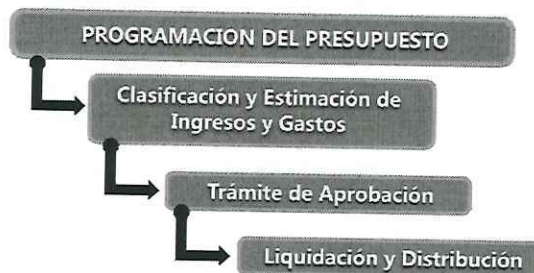 PROGRAMACION DEL PRESUPUESTO
Clasificación y Estimación de
Ingresos y Gastos
Trámite de Aprobación
Liquidación y Distribución